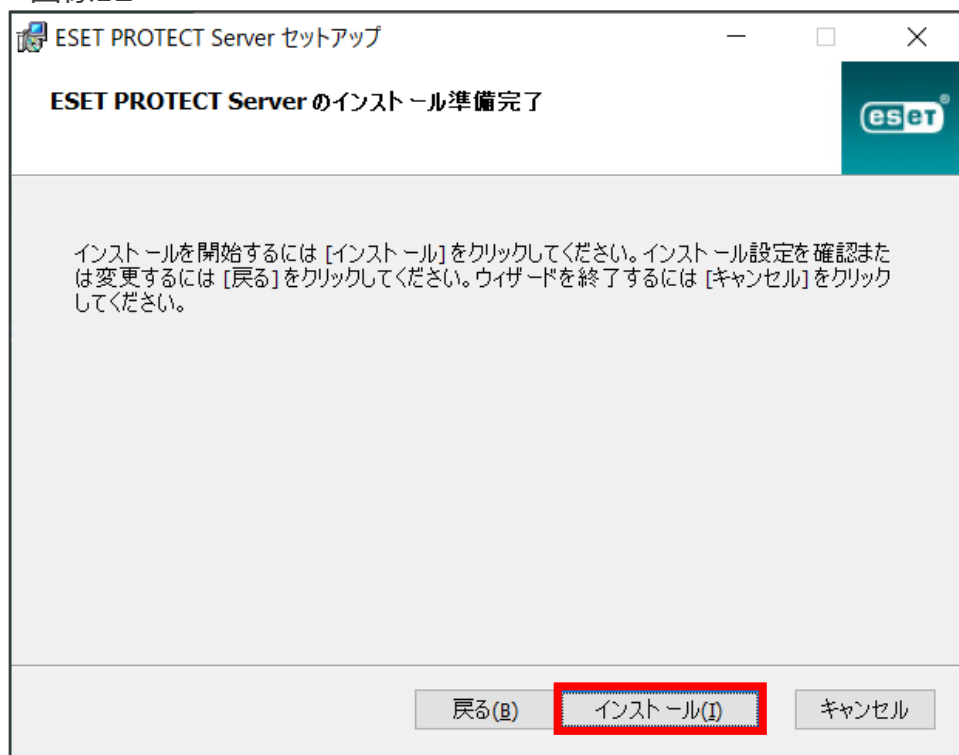 ESET PROTECT Server セットアップ
ESET PROTECT Server のインストール準備完了
eseT®
インストールを開始するには [インストール] をクリックしてください。インストール設定を確認また
は変更するには [戻る] をクリックしてください。ウィザードを終了するには [キャンセル] をクリック
してください。
戻る(B)
インストール(I)
キャンセル